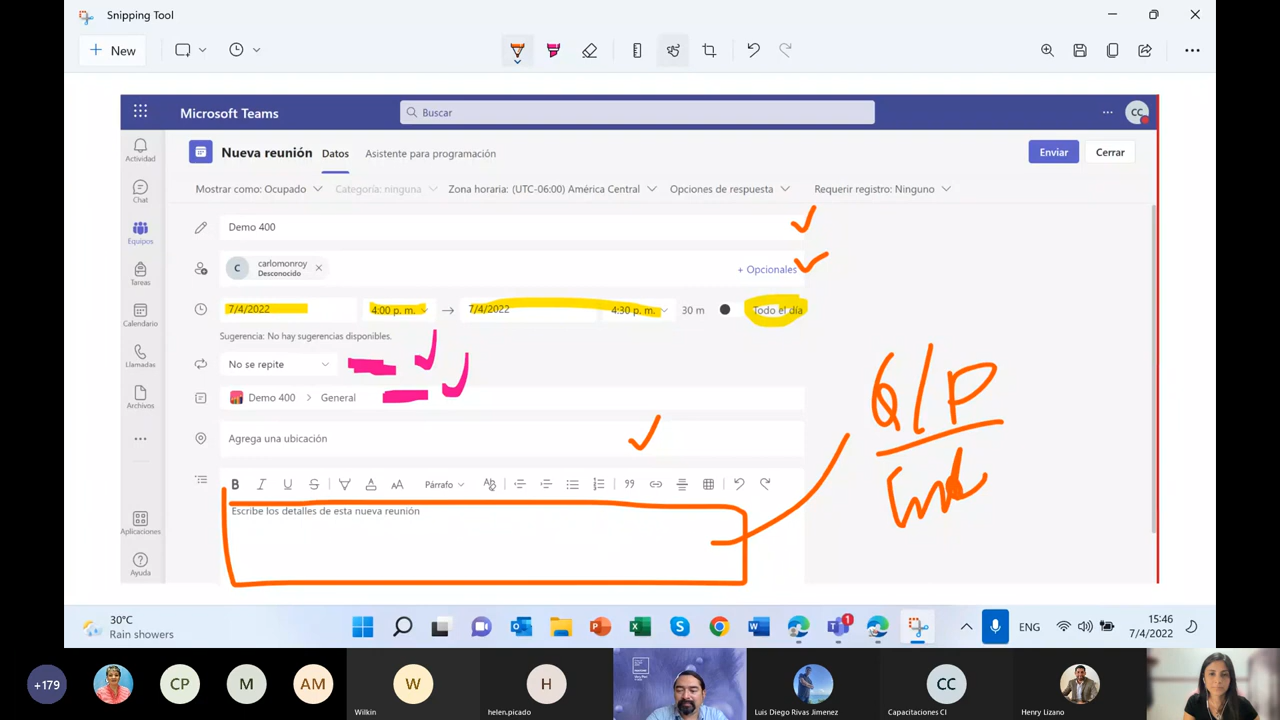 Snipping Tool
New
Microsoft Teams
Buscar
CC
Actividad
Chat
Equipos
Tareas
Calendario
Llamadas
Archivos
Aplicaciones
Ayuda
Nueva reunión Datos Asistente para programación
Enviar Cerrar
Mostrar como: Ocupado Categoría: ninguna Zona horaria: (UTC-06:00) América Central Opciones de respuesta Requerir registro: Ninguno
Demo 400
C carlomonroy
Desconocido
+ Opcionales
7/4/2022 4:00 p. m. → 7/4/2022 4:30 p. m. 30 m Todo el día
Sugerencia: No hay sugerencias disponibles.
No se repite
Demo 400 > General
Agrega una ubicación
B I U S A AA Párrafo
Escribe los detalles de esta nueva reunión
30°C
Rain showers
1
ENG
15:46
7/4/2022
+179
CP
M
AM
W
Wilkin
H
helen.picado
Luis Diego Rivas Jimenez
CC
Capacitaciones CI
Henry Lizano